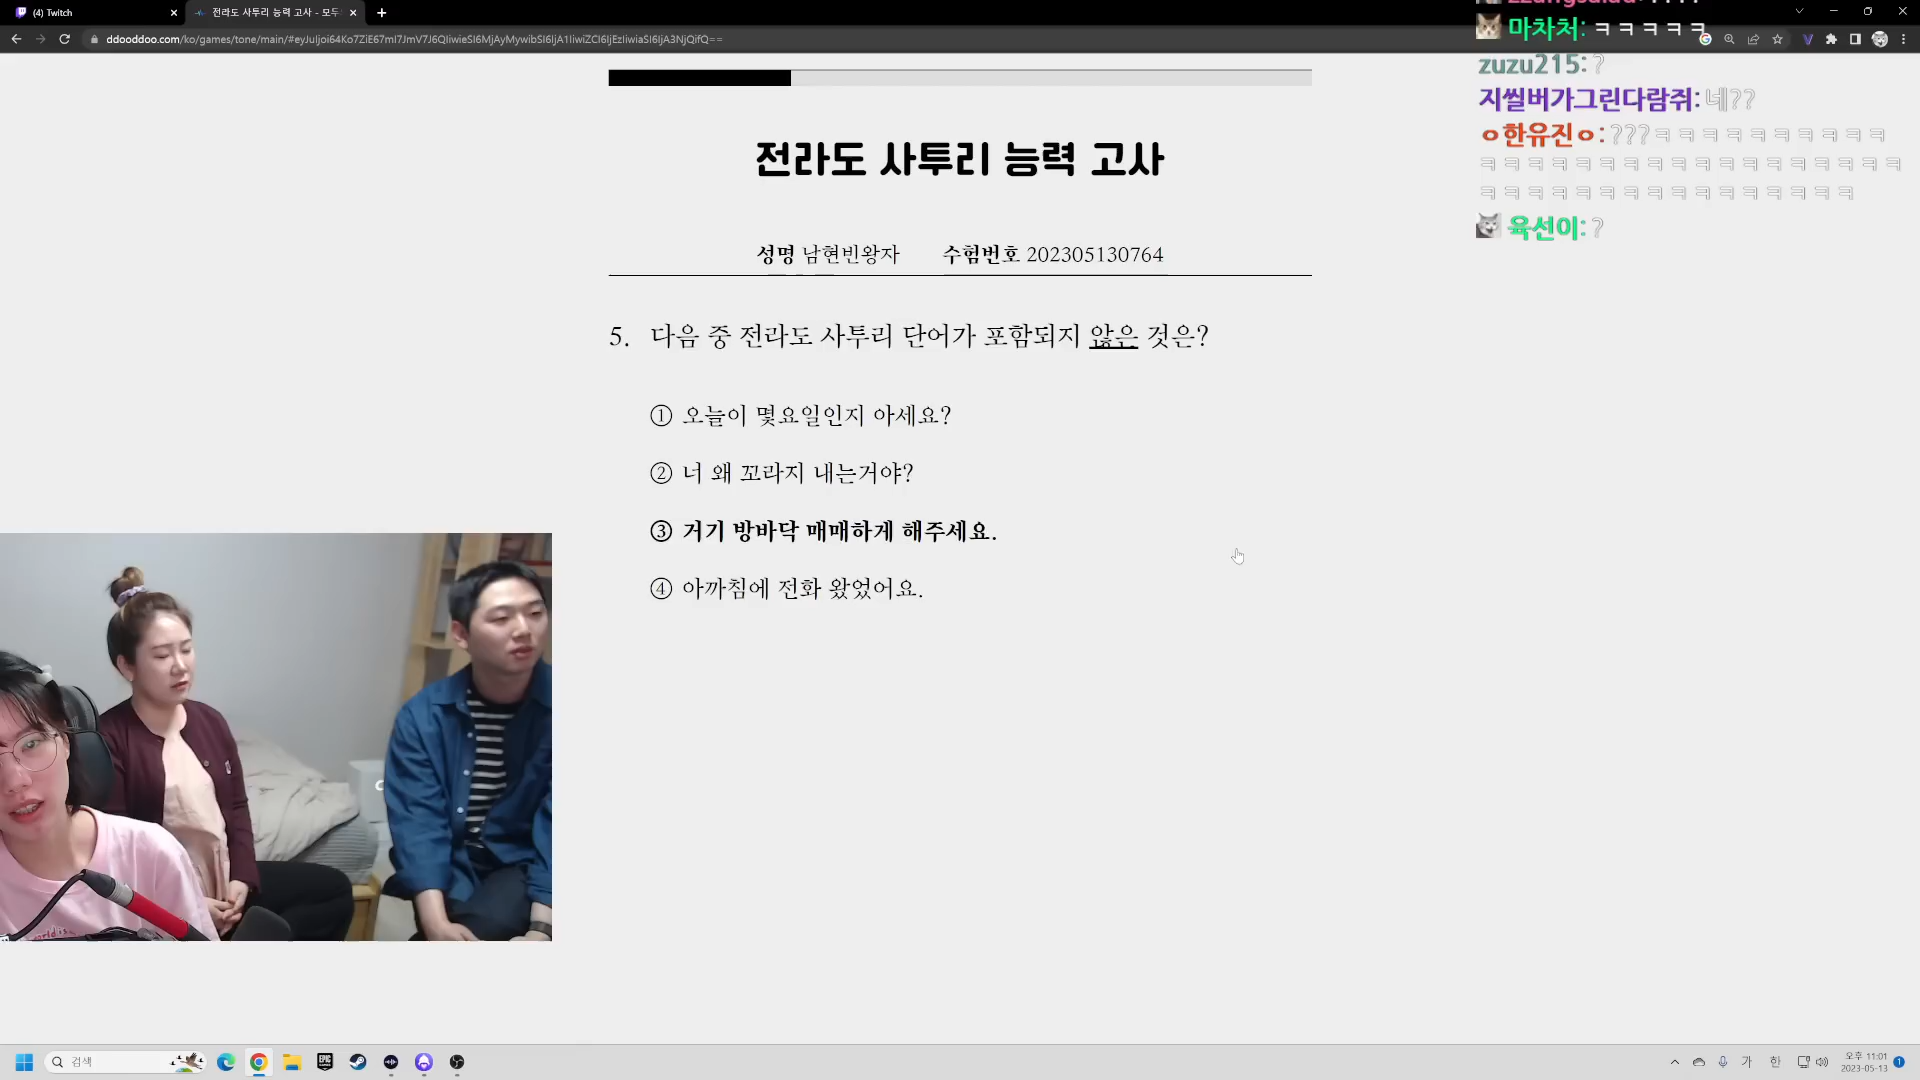 (4) Twitch
전라도 사투리 능력 고사 - 모두
ddooddoo.com/ko/games/tone/main/#eyJuIjoi64Ko7ZiE67mI7JmV7J6QIiwieSI6MjAyMywibSI6IjA1IiwiZCI6IjEzIiwiaSI6IjA3NjQifQ==
마차처: ㅋㅋㅋㅋㅋ
zuzu215: ?
지씰버가그린다람쥐: 네??
ㅇ한유진ㅇ: ???ㅋㅋㅋㅋㅋㅋㅋㅋㅋㅋ
ㅋㅋㅋㅋㅋㅋㅋㅋㅋㅋㅋㅋㅋㅋㅋㅋㅋㅋ
ㅋㅋㅋㅋㅋㅋㅋㅋㅋㅋㅋㅋㅋㅋㅋㅋ
육선이: ?
전라도 사투리 능력 고사
성명 남현빈왕자 수험번호 202305130764
5. 다음 중 전라도 사투리 단어가 포함되지 않은 것은?
① 오늘이 몇요일인지 아세요?
② 너 왜 꼬라지 내는거야?
③ 거기 방바닥 매매하게 해주세요.
④ 아까침에 전화 왔었어요.
검색
EPIC
가
한
오후 11:01
2023-05-13
1